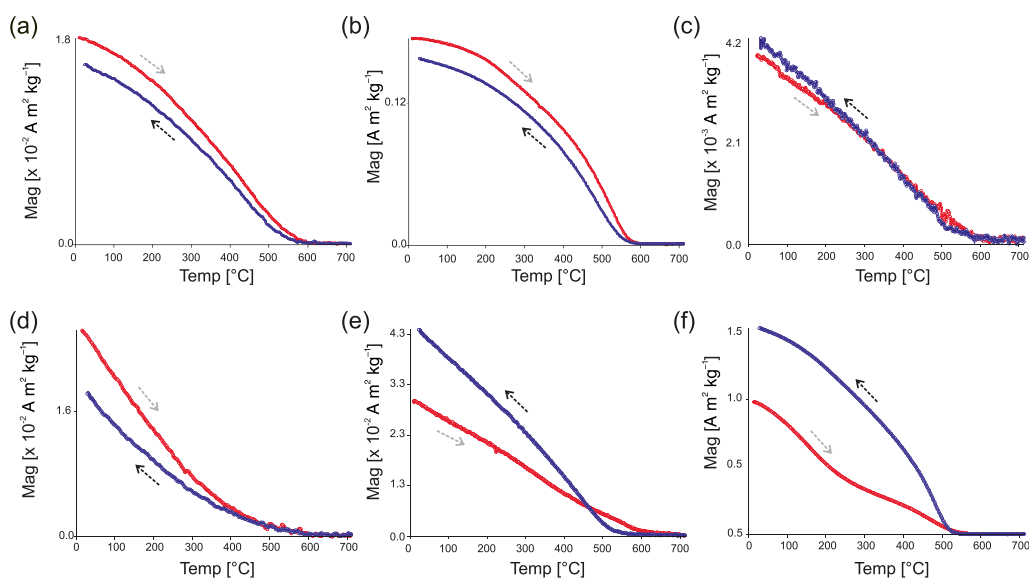 (a)
Mag [x 10⁻² A m² kg⁻¹]
1.8
0.0
0 100 200 300 400 500 600 700
Temp [°C]
(b)
Mag [A m² kg⁻¹]
0.12
0.0
0 100 200 300 400 500 600 700
Temp [°C]
(c)
Mag [x 10⁻³ A m² kg⁻¹]
4.2
2.1
0.0
0 100 200 300 400 500 600 700
Temp [°C]
(d)
Mag [x 10⁻² A m² kg⁻¹]
1.6
0.0
0 100 200 300 400 500 600 700
Temp [°C]
(e)
Mag [x 10⁻² A m² kg⁻¹]
4.3
3.3
2.3
1.3
0.0
0 100 200 300 400 500 600 700
Temp [°C]
(f)
Mag [A m² kg⁻¹]
1.5
1.0
0.5
0.5
0 100 200 300 400 500 600 700
Temp [°C]